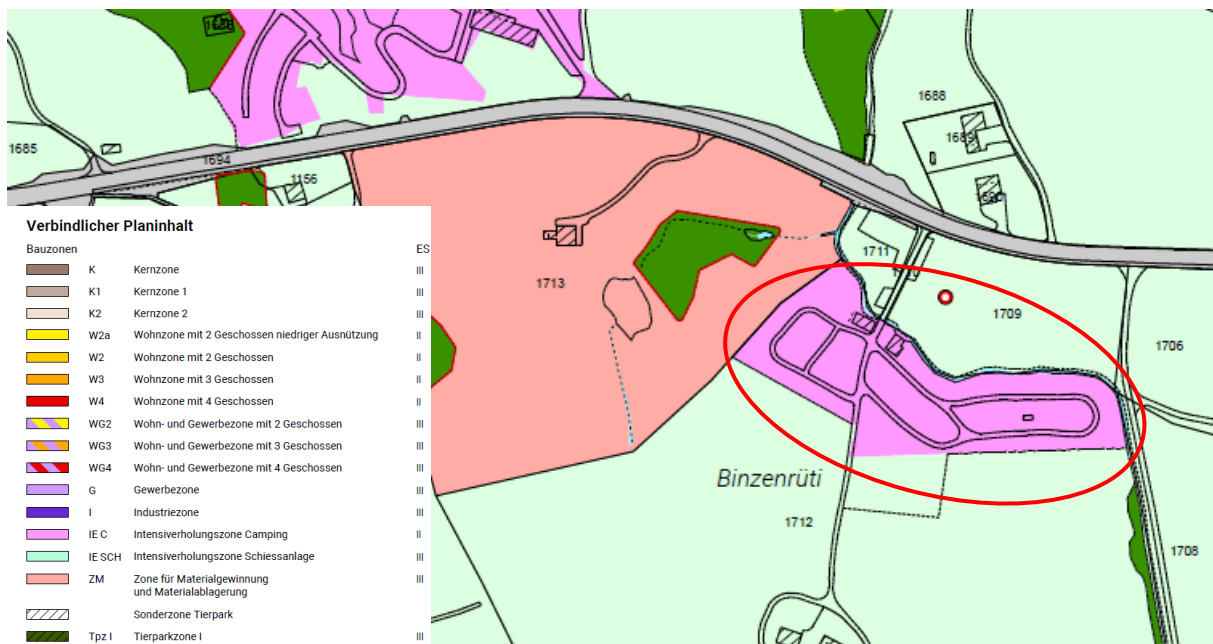 1688
1685
1694
1156
1689
1690
1711
1713
1709
1706
Binzenrüti
1712
1708
Verbindlicher Planinhalt
Bauzonen ES
K Kernzone III
K1 Kernzone 1 III
K2 Kernzone 2 III
W2a Wohnzone mit 2 Geschossen niedriger Ausnützung II
W2 Wohnzone mit 2 Geschossen II
W3 Wohnzone mit 3 Geschossen II
W4 Wohnzone mit 4 Geschossen II
WG2 Wohn- und Gewerbezone mit 2 Geschossen III
WG3 Wohn- und Gewerbezone mit 3 Geschossen III
WG4 Wohn- und Gewerbezone mit 4 Geschossen III
G Gewerbezone III
I Industriezone III
IE C Intensiverholungszone Camping II
IE SCH Intensiverholungszone Schiessanlage III
ZM Zone für Materialgewinnung III
und Materialablagerung
Sonderzone Tierpark
Tpz I Tierparkzone I III